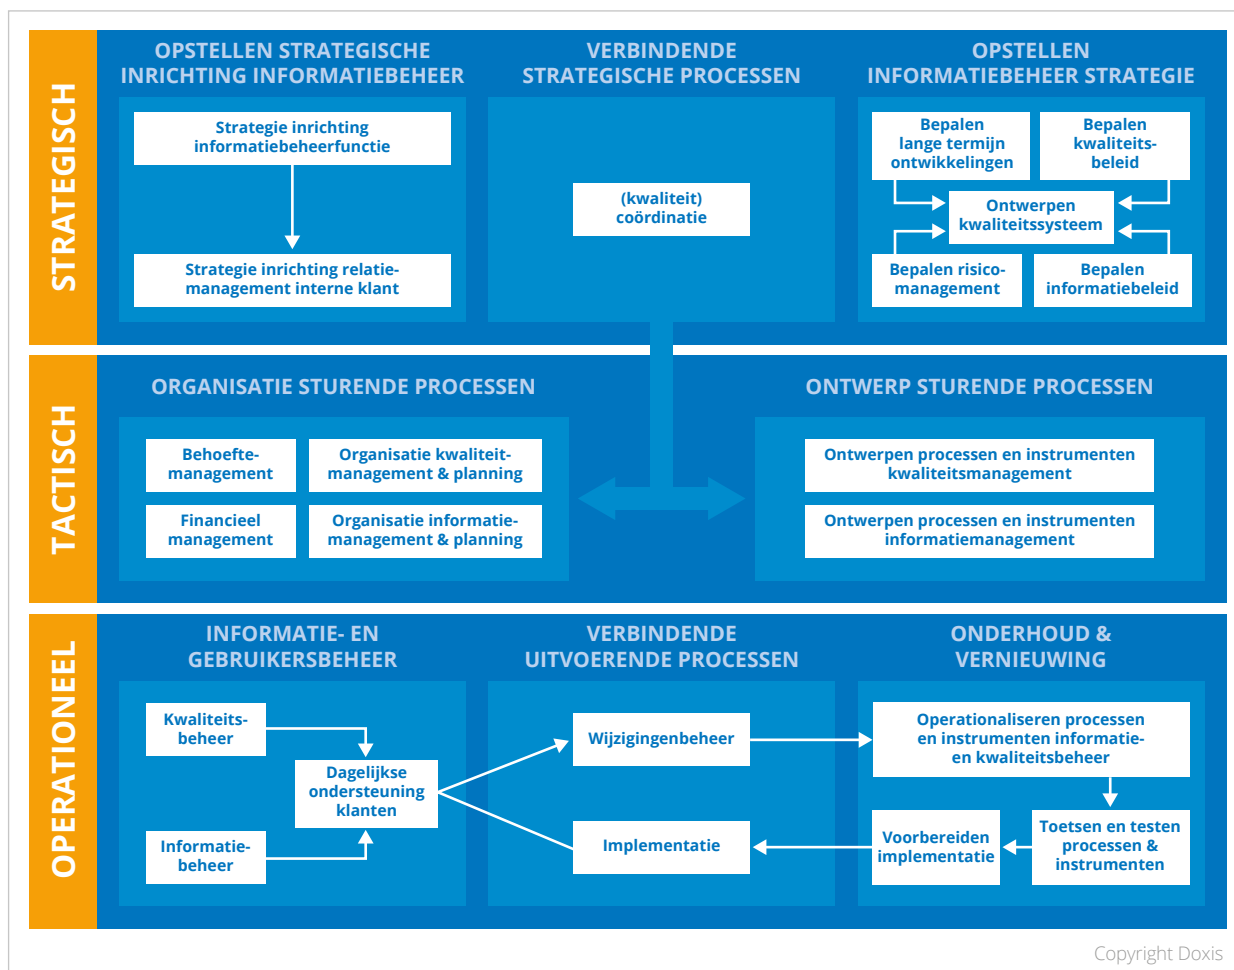 STRATEGISCH
OPSTELLEN STRATEGISCHE
INRICHTING INFORMATIEBEHEER
Strategie inrichting
informatiebeheerfunctie
Strategie inrichting relatie-
management interne klant
VERBINDENDE
STRATEGISCHE PROCESSEN
(kwaliteit)
coördinatie
OPSTELLEN
INFORMATIEBEHEER STRATEGIE
Bepalen
lange termijn
ontwikkelingen
Bepalen
kwaliteits-
beleid
Ontwerpen
kwaliteitssysteem
Bepalen risico-
management
Bepalen
informatiebeleid
TACTISCH
ORGANISATIE STURENDE PROCESSEN
Behoefte-
management
Organisatie kwaliteit-
management & planning
Financieel
management
Organisatie informatie-
management & planning
ONTWERP STURENDE PROCESSEN
Ontwerpen processen en instrumenten
kwaliteitsmanagement
Ontwerpen processen en instrumenten
informatiemanagement
OPERATIONEEL
INFORMATIE- EN
GEBRUIKERSBEHEER
Kwaliteits-
beheer
Dagelijkse
ondersteuning
klanten
Informatie-
beheer
VERBINDENDE
UITVOERENDE PROCESSEN
Wijzigingenbeheer
Implementatie
ONDERHOUD &
VERNIEUWING
Operationaliseren processen
en instrumenten informatie-
en kwaliteitsbeheer
Voorbereiden
implementatie
Toetsen en testen
processen &
instrumenten
Copyright Doxis